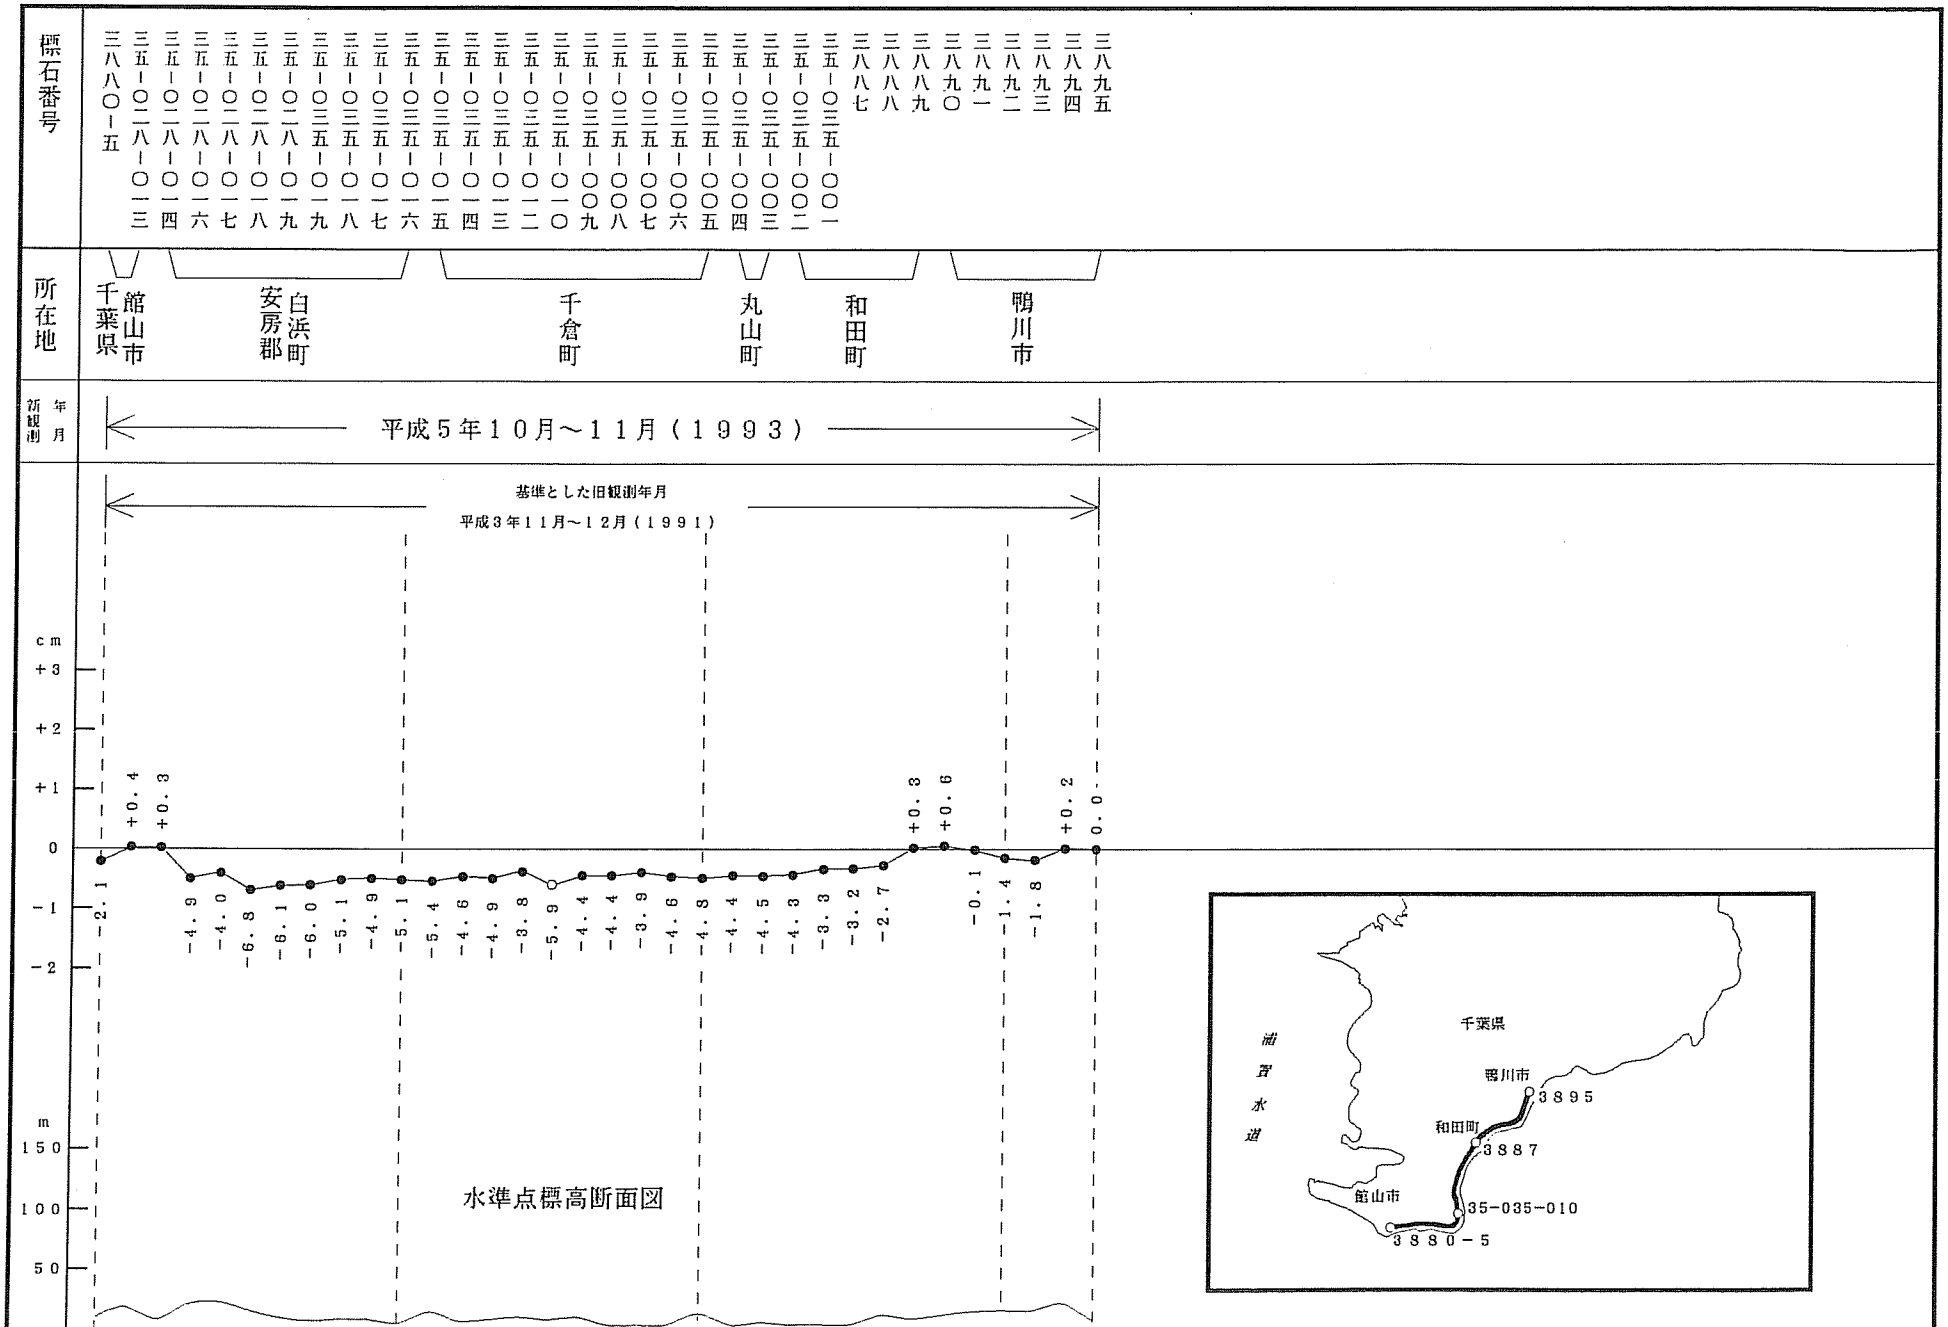 標石番号
三八八〇-五
三五-〇二八-〇一三
三五-〇二八-〇一四
三五-〇二八-〇一六
三五-〇二八-〇一七
三五-〇二八-〇一八
三五-〇二八-〇一九
三五-〇三五-〇一九
三五-〇三五-〇一八
三五-〇三五-〇一七
三五-〇三五-〇一六
三五-〇三五-〇一五
三五-〇三五-〇一四
三五-〇三五-〇一三
三五-〇三五-〇一二
三五-〇三五-〇一〇
三五-〇三五-〇〇九
三五-〇三五-〇〇八
三五-〇三五-〇〇七
三五-〇三五-〇〇六
三五-〇三五-〇〇五
三五-〇三五-〇〇四
三五-〇三五-〇〇三
三五-〇三五-〇〇二
三五-〇三五-〇〇一
三八八七
三八八八
三八八九
三八九〇
三八九一
三八九二
三八九三
三八九四
三八九五
所在地
千葉県
館山市
安房郡
白浜町
千倉町
丸山町
和田町
鴨川市
新観測
年月
平成5年10月~11月(1993)
基準とした旧観測年月
平成3年11月~12月(1991)
cm
+3
+2
+1
0
-1
-2
-2.1
+0.4
+0.3
-4.9
-4.0
-6.8
-6.1
-6.0
-5.1
-4.9
-5.1
-5.4
-4.6
-4.9
-3.8
-5.9
-4.4
-4.4
-3.9
-4.6
-4.8
-4.4
-4.5
-4.3
-3.3
-3.2
-2.7
+0.3
+0.6
-0.1
-1.4
-1.8
+0.2
0.0
m
150
100
50
水準点標高断面図
浦賀水道
千葉県
鴨川市
3895
和田町
3887
館山市
35-035-010
3880-5